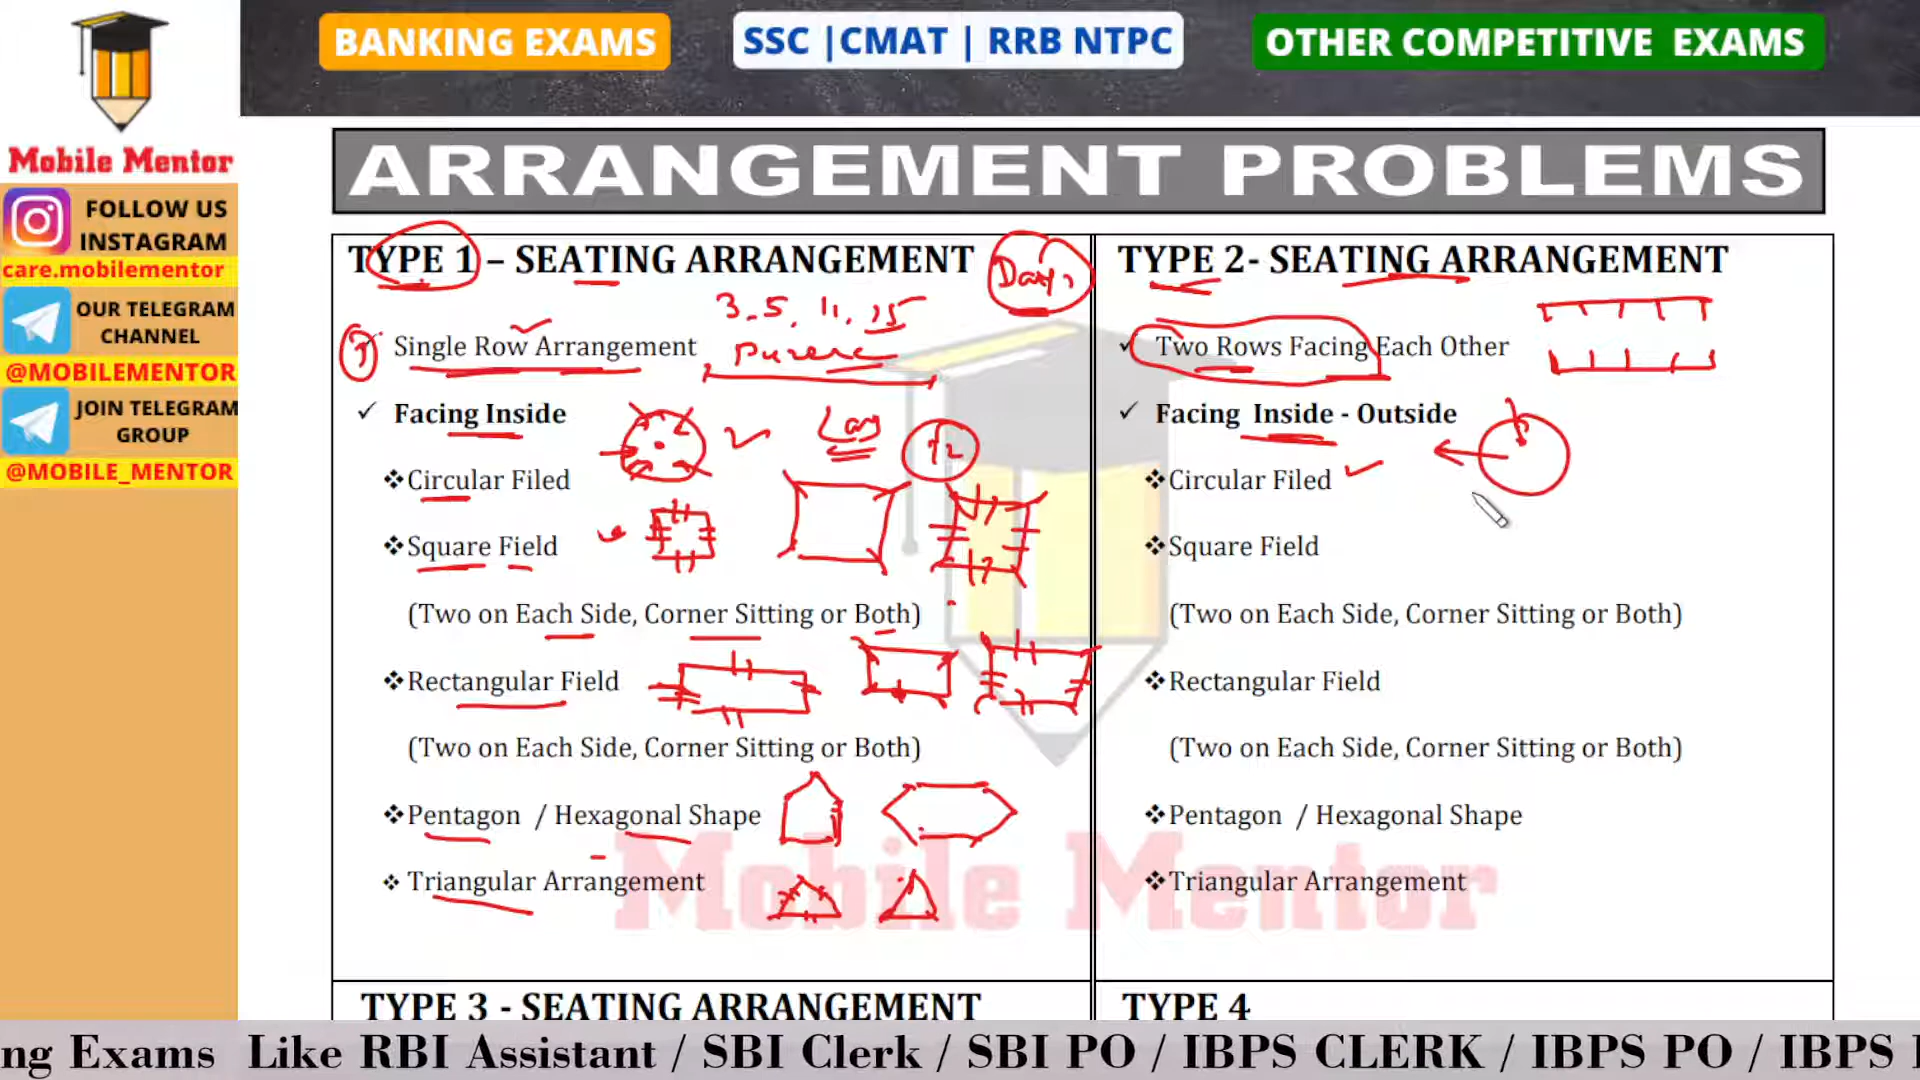 BANKING EXAMS
SSC |CMAT | RRB NTPC
OTHER COMPETITIVE EXAMS
Mobile Mentor
FOLLOW US
INSTAGRAM
care.mobilementor
OUR TELEGRAM
CHANNEL
@MOBILEMENTOR
JOIN TELEGRAM
GROUP
@MOBILE_MENTOR
ARRANGEMENT PROBLEMS
TYPE 1 – SEATING ARRANGEMENT
3, 5, 11, 15
✓ Single Row Arrangement
✓ Facing Inside
12
❖Circular Filed
❖Square Field
(Two on Each Side, Corner Sitting or Both)
❖Rectangular Field
(Two on Each Side, Corner Sitting or Both)
❖Pentagon / Hexagonal Shape
❖Triangular Arrangement
TYPE 2- SEATING ARRANGEMENT
✓ Two Rows Facing Each Other
✓ Facing Inside - Outside
❖Circular Filed
❖Square Field
(Two on Each Side, Corner Sitting or Both)
❖Rectangular Field
(Two on Each Side, Corner Sitting or Both)
❖Pentagon / Hexagonal Shape
❖Triangular Arrangement
Mobile Mentor
TYPE 3 - SEATING ARRANGEMENT
TYPE 4
ng Exams Like RBI Assistant / SBI Clerk / SBI PO / IBPS CLERK / IBPS PO / IBPS